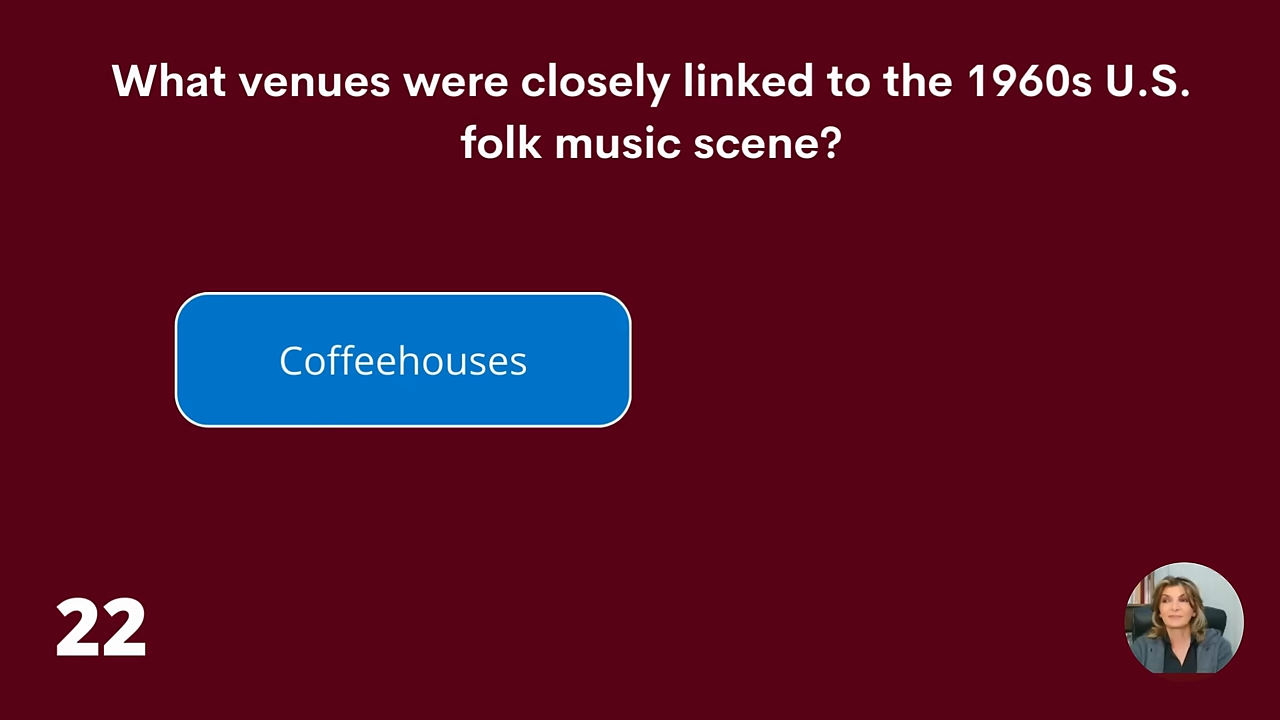 What venues were closely linked to the 1960s U.S.
folk music scene?
Coffeehouses
22